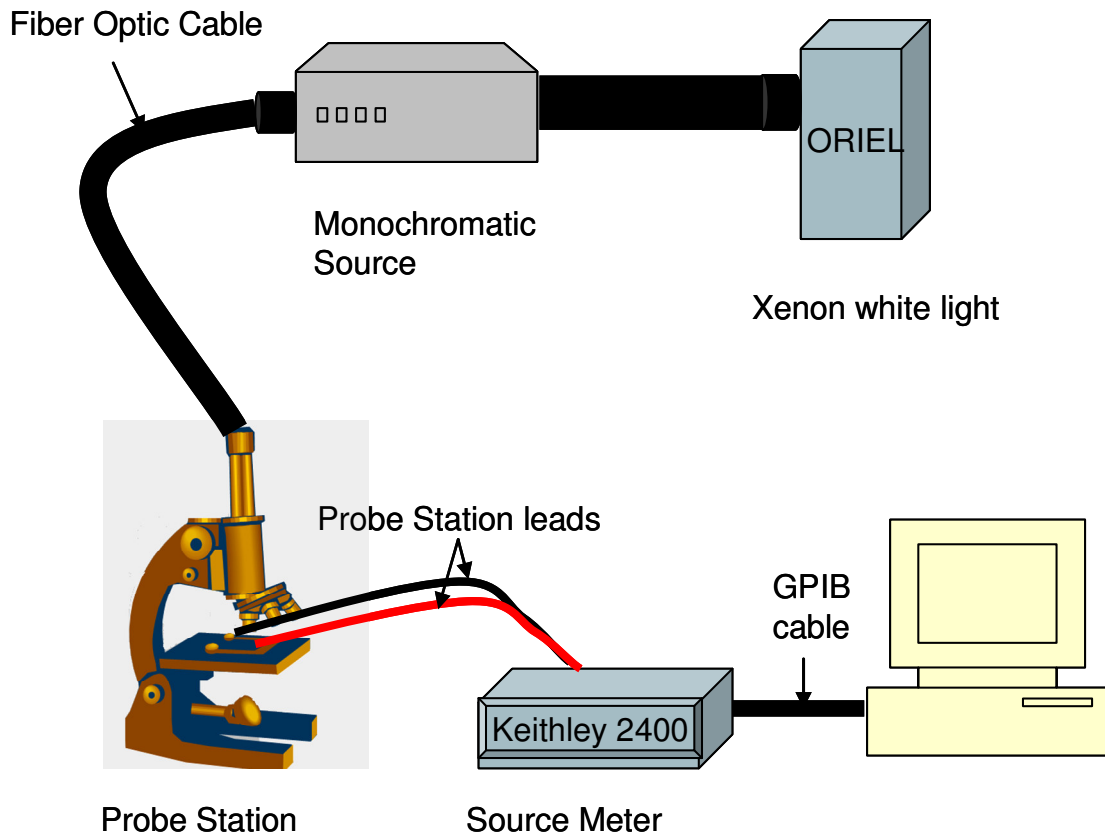 Fiber Optic Cable
ORIEL
Monochromatic
Source
Xenon white light
Probe Station leads
GPIB
cable
Keithley 2400
Probe Station
Source Meter